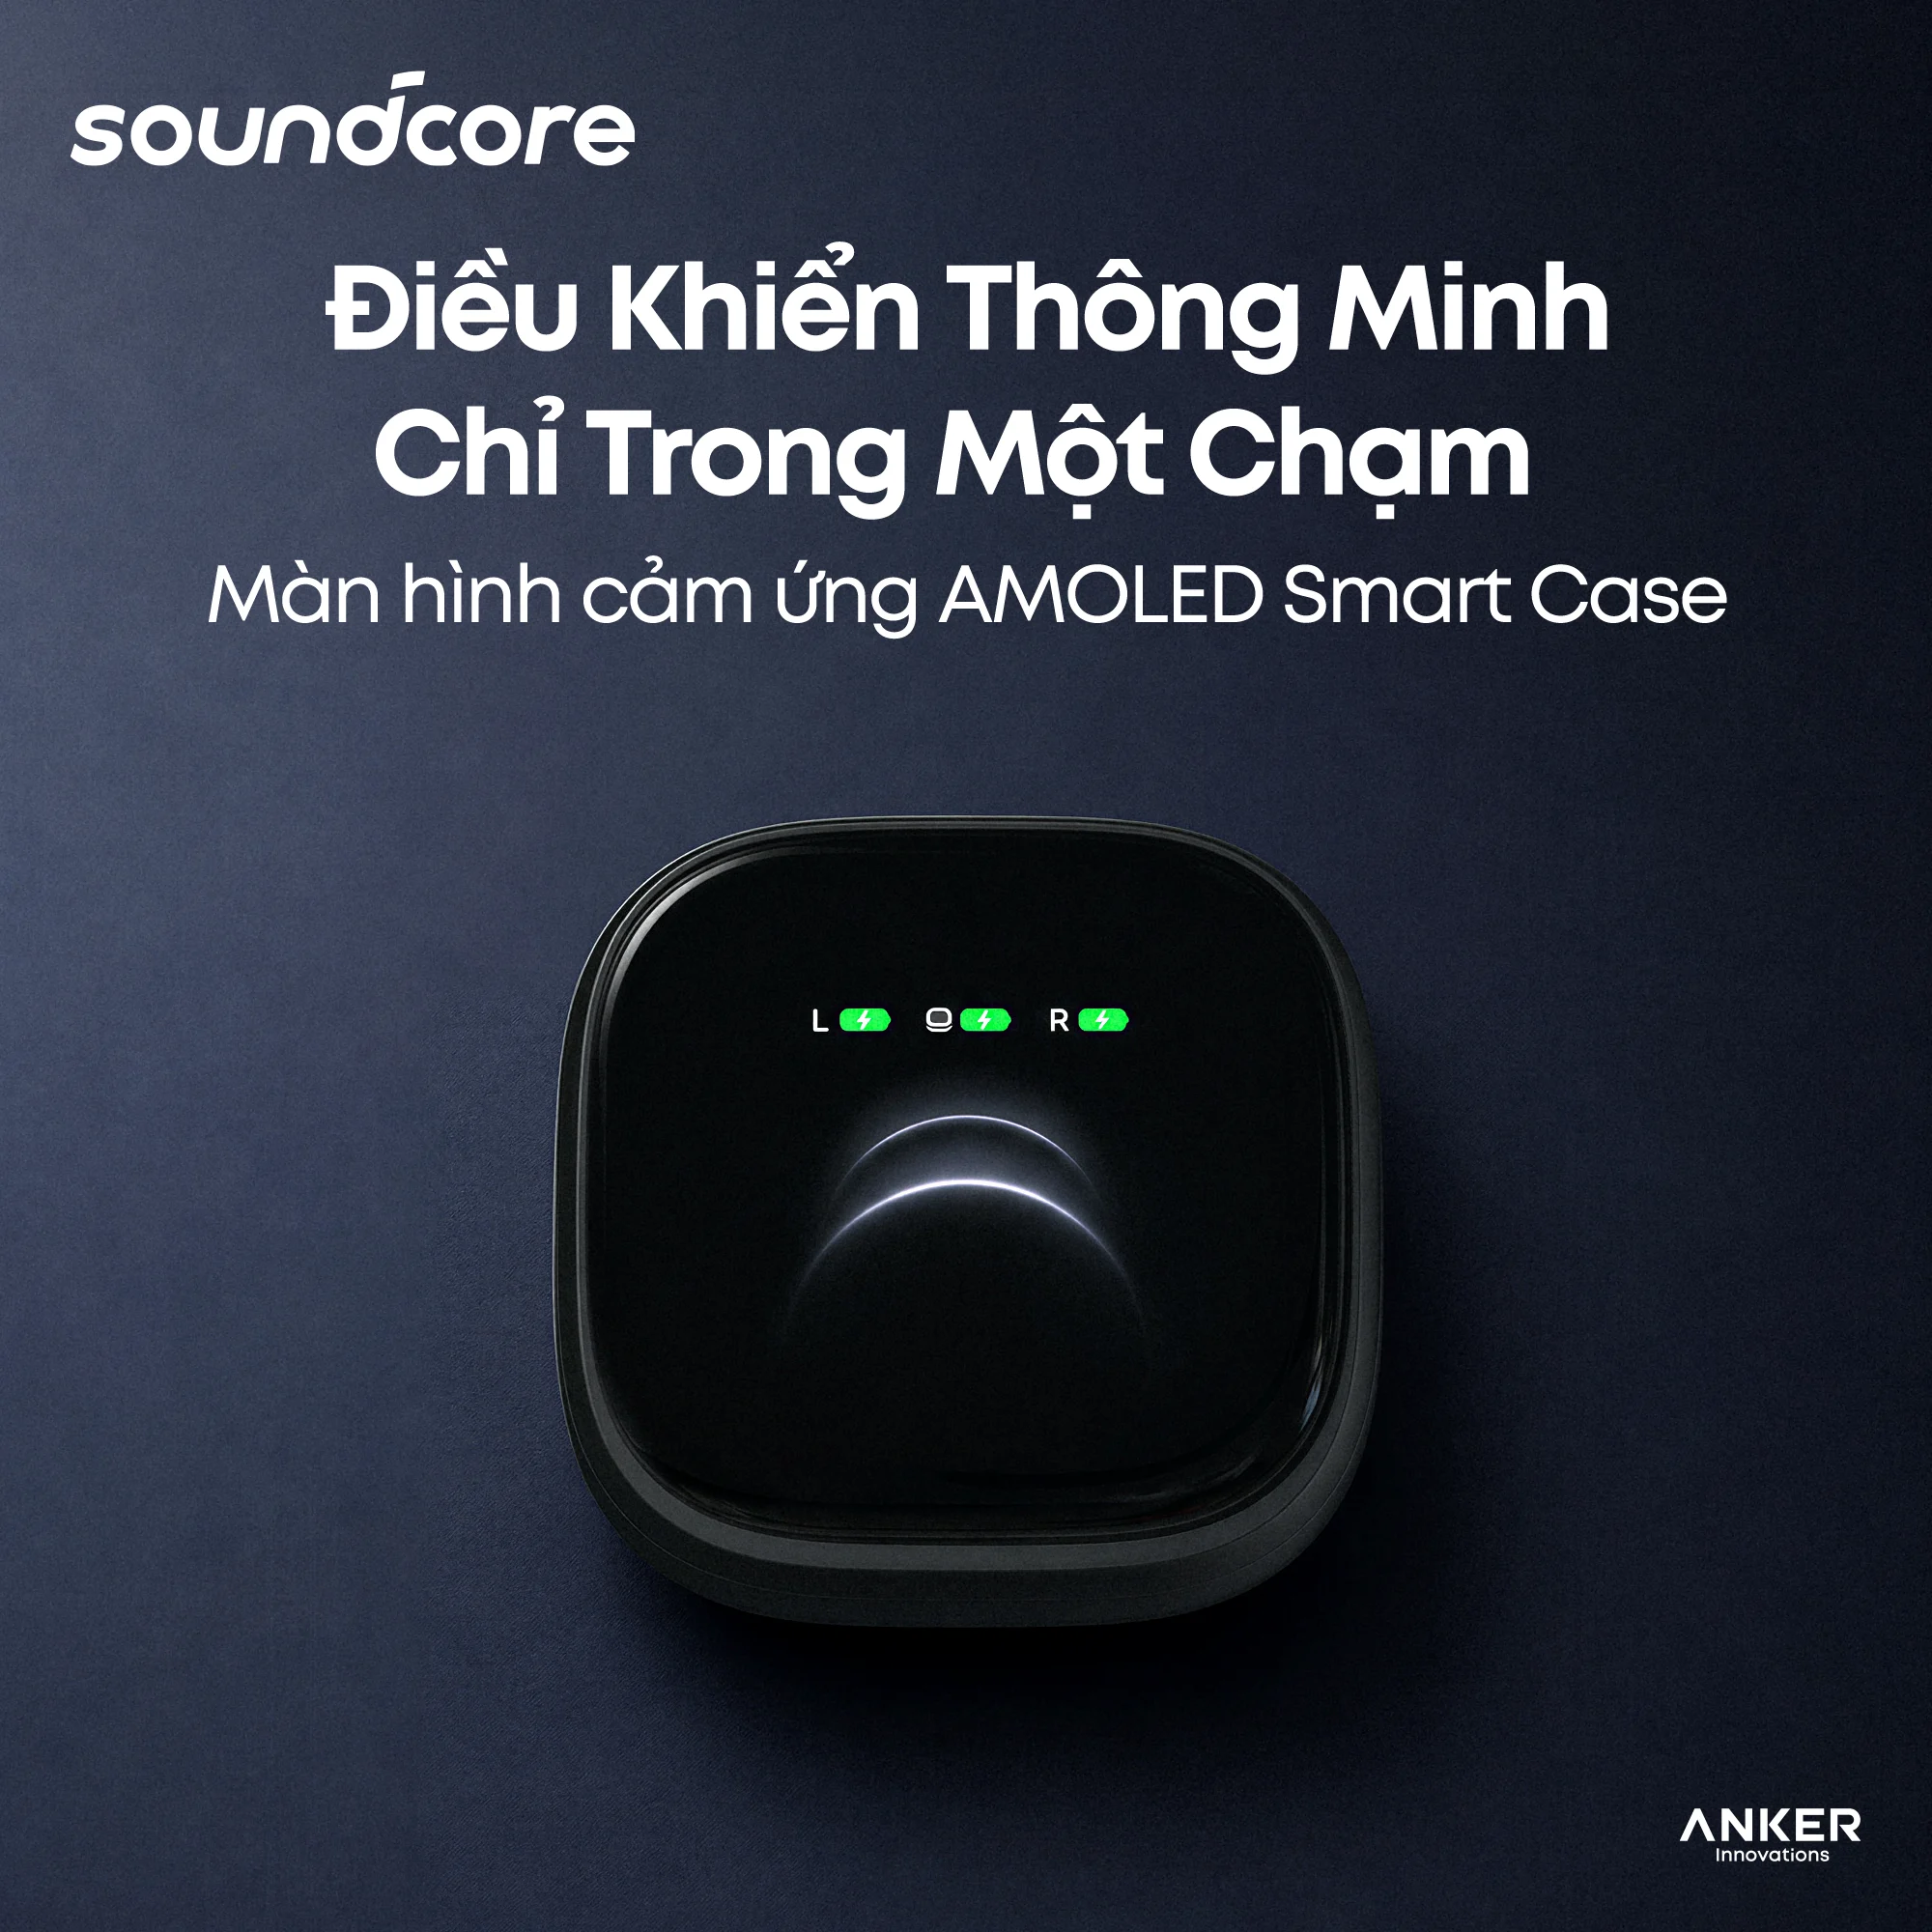 soundcore
Điều Khiển Thông Minh
Chỉ Trong Một Chạm
Màn hình cảm ứng AMOLED Smart Case
L R
ANKER
Innovations